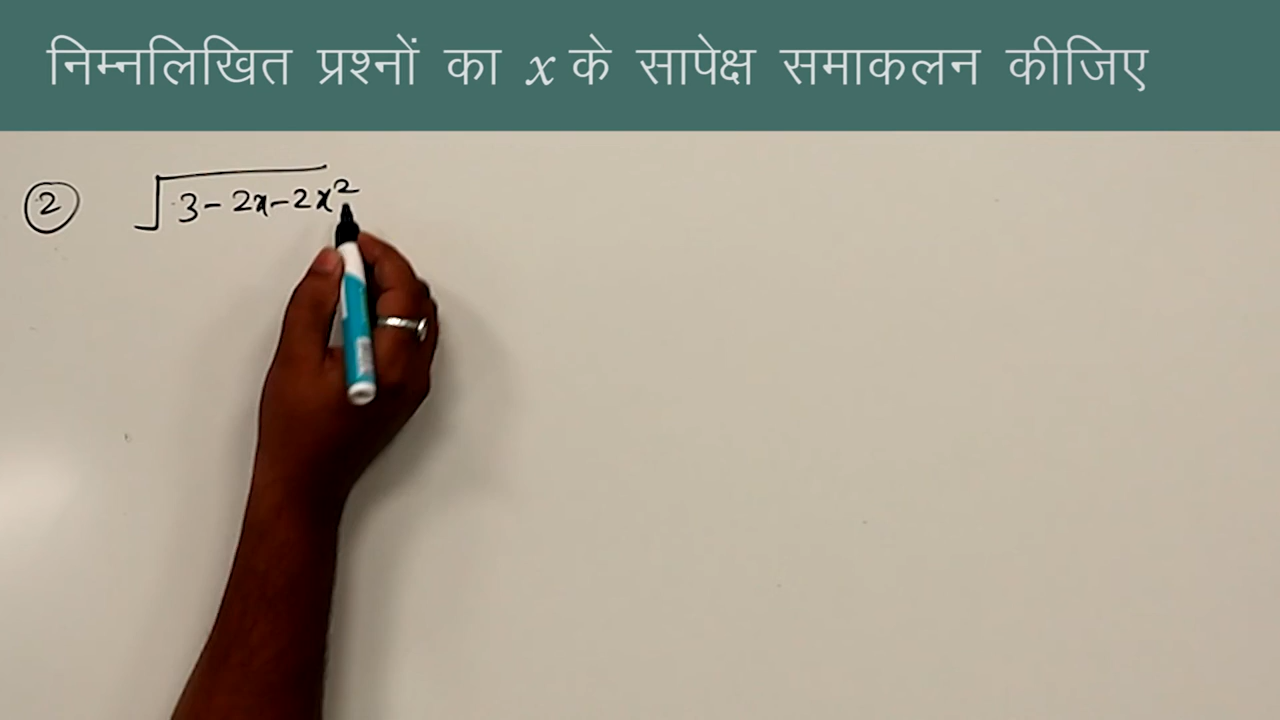 निम्नलिखित प्रश्नों का x के सापेक्ष समाकलन कीजिए
② √3-2x-2x²